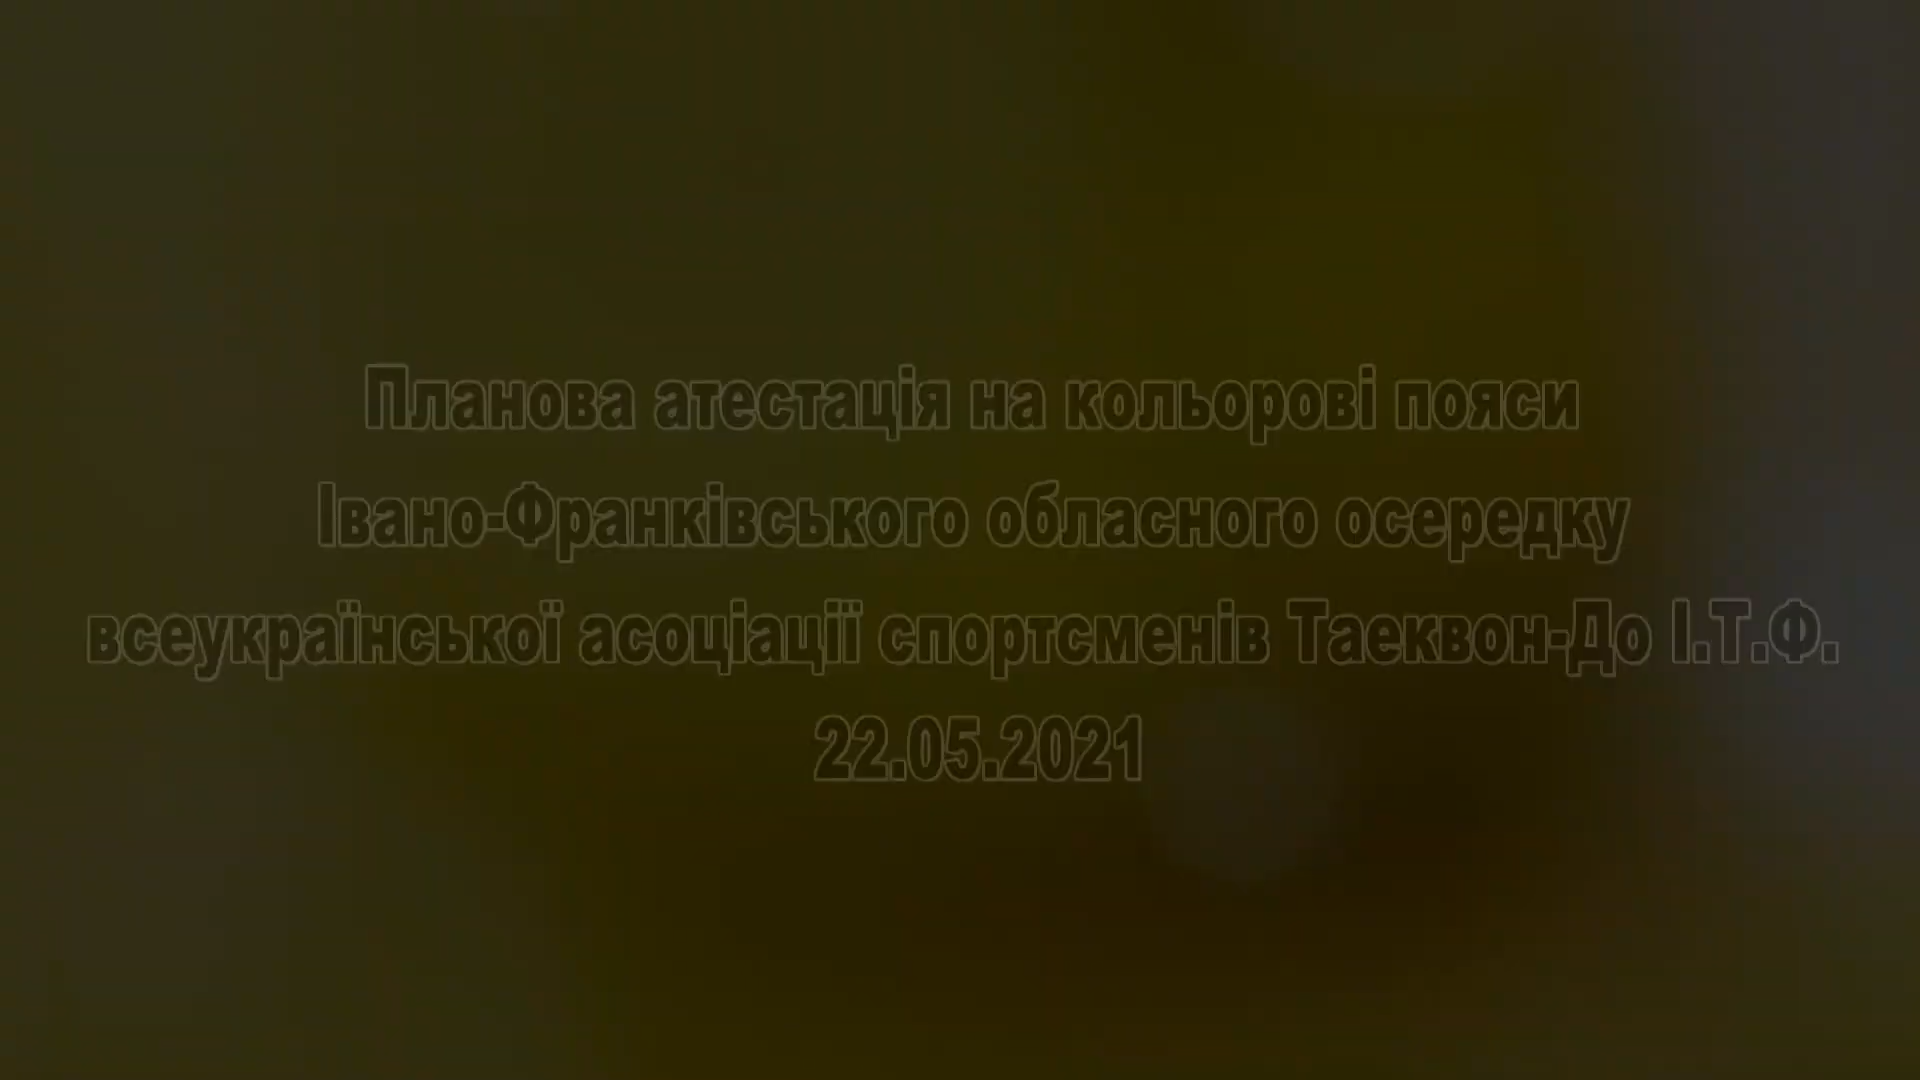 Планова атестація на кольорові пояси
Івано-Франківського обласного осередку
всеукраїнської асоціації спортсменів Таеквон-До І.Т.Ф.
22.05.2021